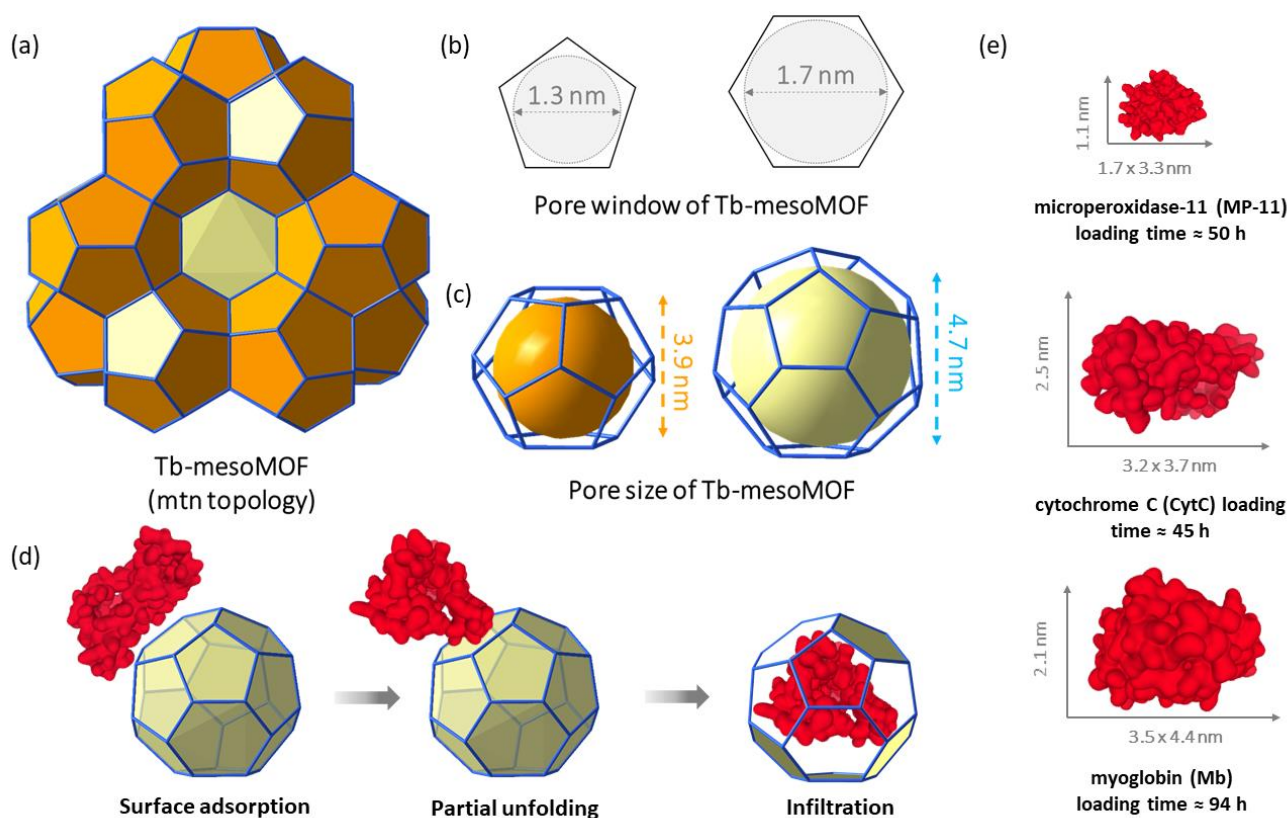 (a)
Tb-mesoMOF
(mtn topology)
(b)
1.3 nm
1.7 nm
Pore window of Tb-mesoMOF
(c)
3.9 nm
4.7 nm
Pore size of Tb-mesoMOF
(d)
Surface adsorption
Partial unfolding
Infiltration
(e)
1.1 nm
1.7 x 3.3 nm
microperoxidase-11 (MP-11)
loading time ≈ 50 h
2.5 nm
3.2 x 3.7 nm
cytochrome C (CytC) loading
time ≈ 45 h
2.1 nm
3.5 x 4.4 nm
myoglobin (Mb)
loading time ≈ 94 h